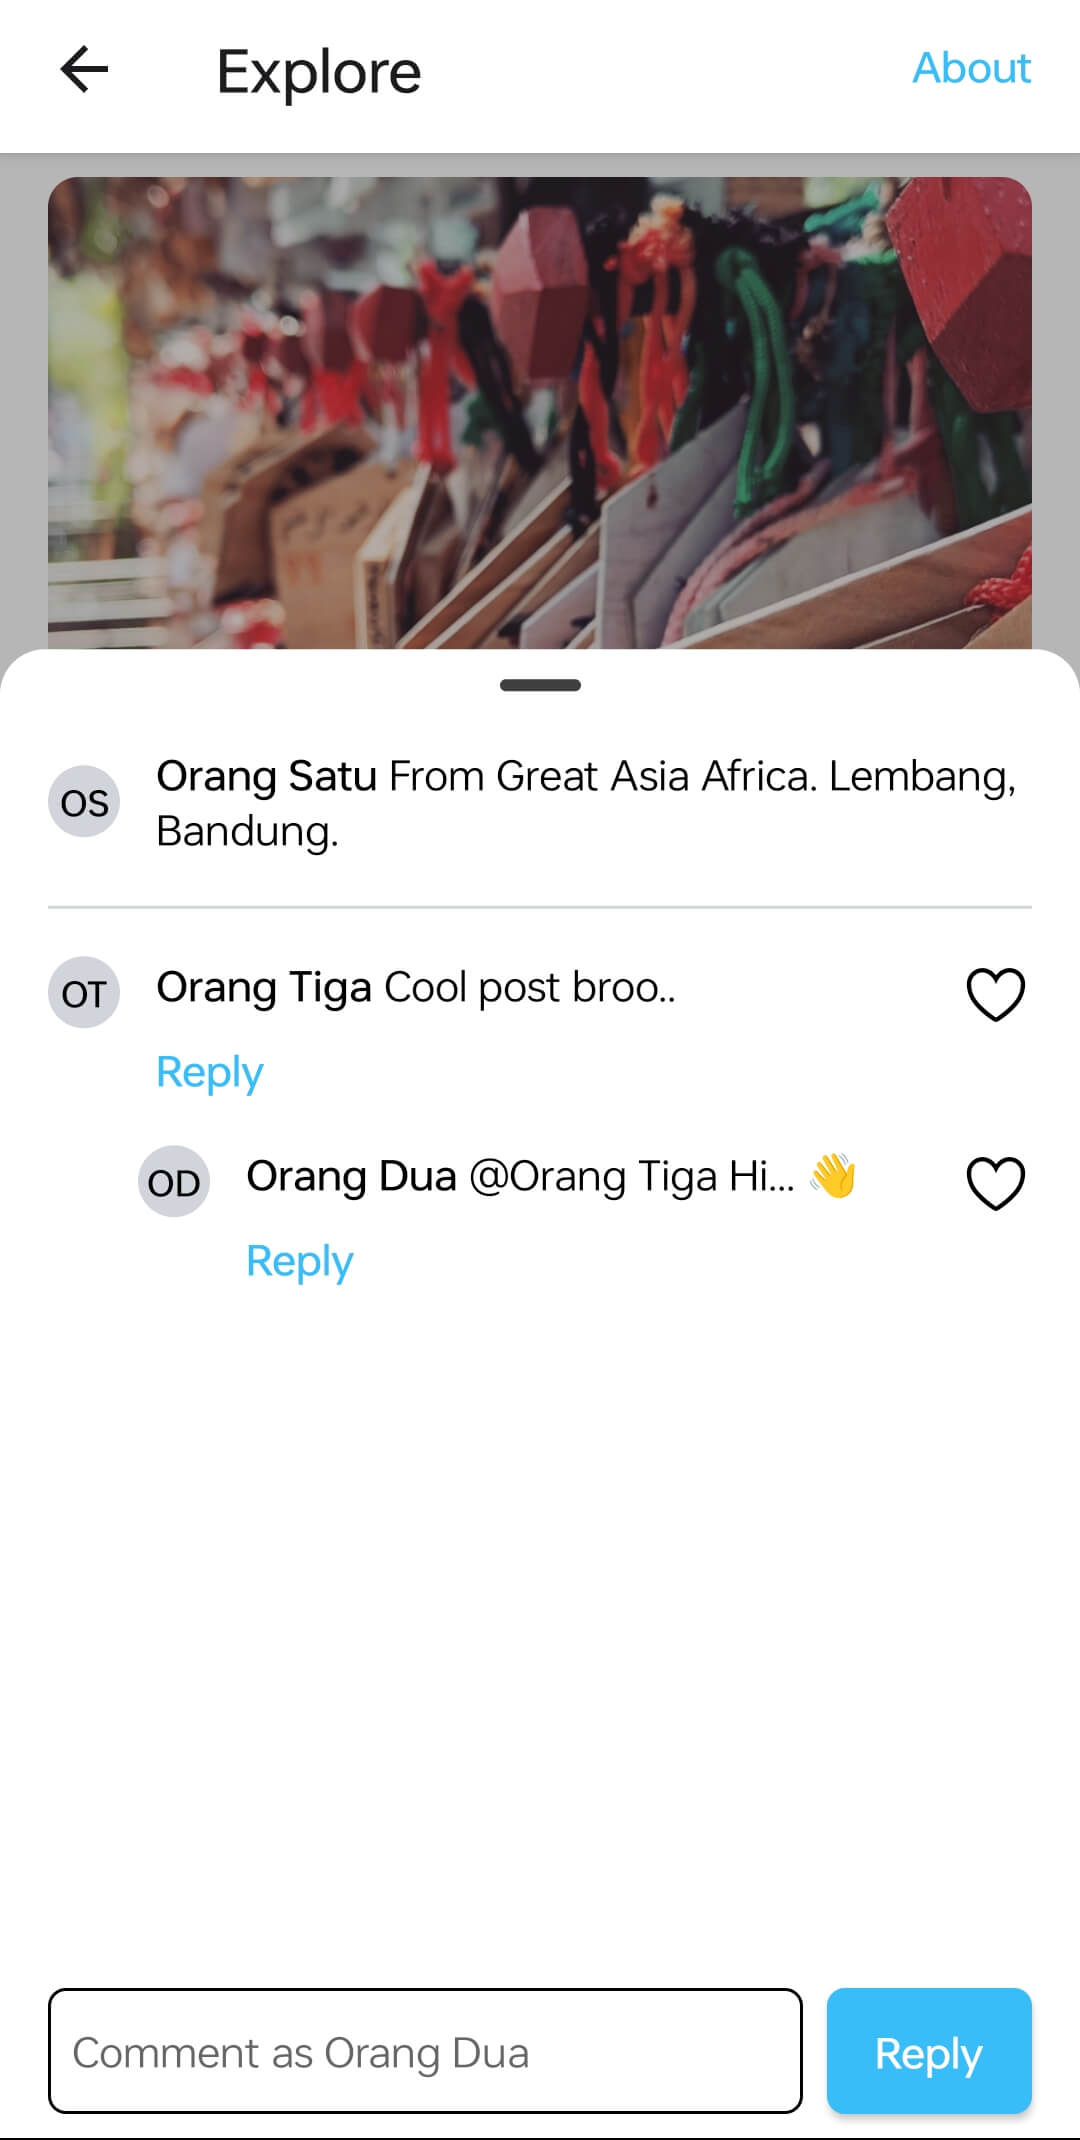 Explore
About
OS
Orang Satu From Great Asia Africa. Lembang,
Bandung.
OT
Orang Tiga Cool post broo..
Reply
OD
Orang Dua @Orang Tiga Hi... 👋
Reply
Comment as Orang Dua
Reply